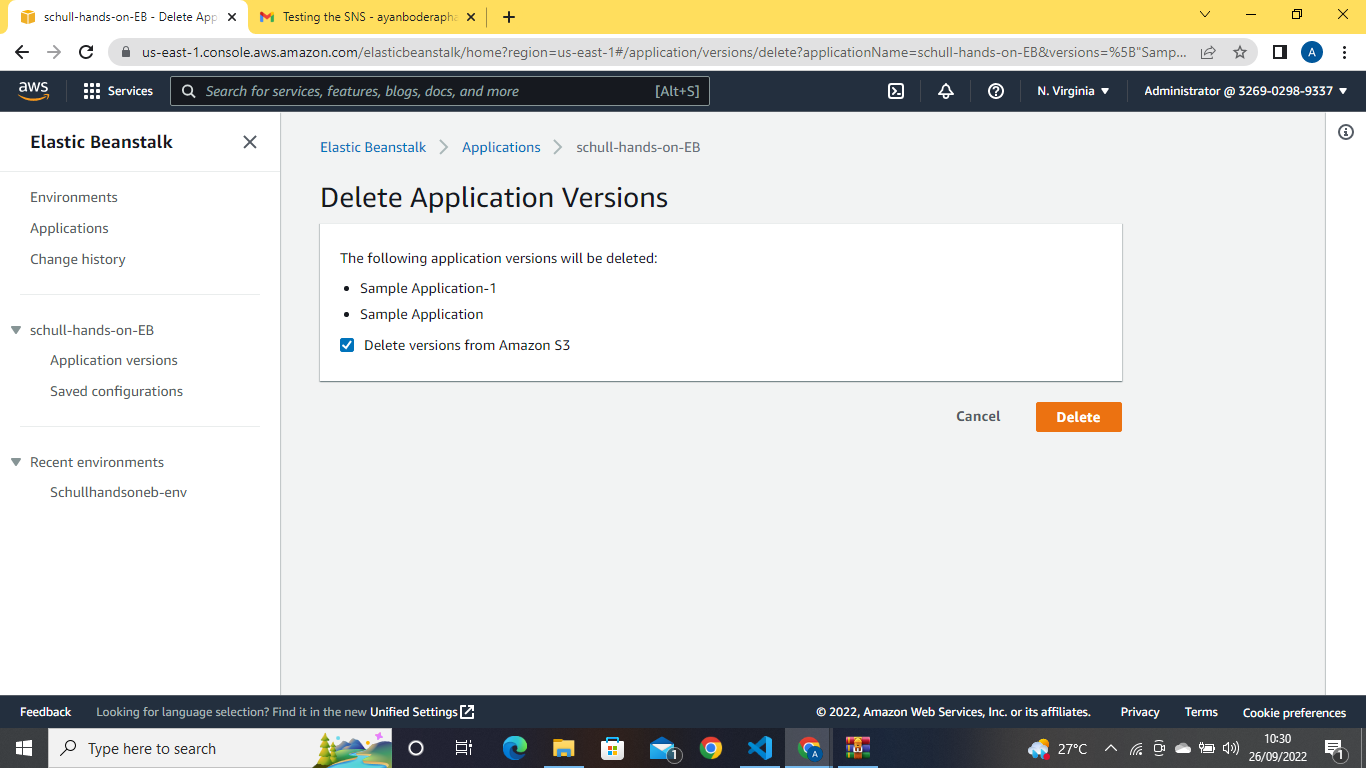 schull-hands-on-EB - Delete App
Testing the SNS - ayanboderapha
us-east-1.console.aws.amazon.com/elasticbeanstalk/home?region=us-east-1#/application/versions/delete?applicationName=schull-hands-on-EB&versions=%5B"Samp...
A
aws
Services
Search for services, features, blogs, docs, and more
[Alt+S]
N. Virginia
Administrator @ 3269-0298-9337
Elastic Beanstalk
Environments
Applications
Change history
schull-hands-on-EB
Application versions
Saved configurations
Recent environments
Schullhandsoneb-env
Elastic Beanstalk
Applications
schull-hands-on-EB
Delete Application Versions
The following application versions will be deleted:
Sample Application-1
Sample Application
Delete versions from Amazon S3
Cancel
Delete
Feedback
Looking for language selection? Find it in the new Unified Settings
© 2022, Amazon Web Services, Inc. or its affiliates.
Privacy
Terms
Cookie preferences
Type here to search
1
A
27°C
10:30
26/09/2022
1